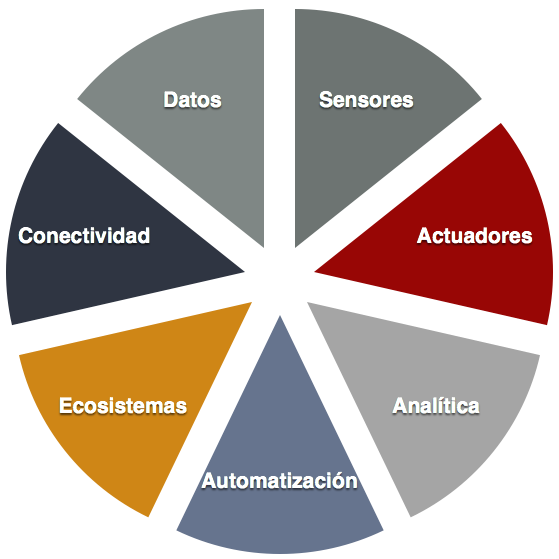 Datos
Sensores
Conectividad
Actuadores
Ecosistemas
Analítica
Automatización